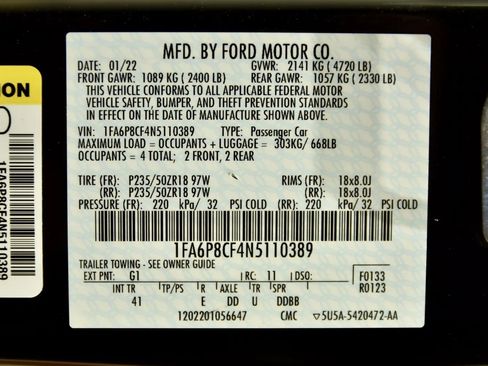 MFD. BY FORD MOTOR CO.
DATE: 01/22 GVWR: 2141 KG (4720 LB)
FRONT GAWR: 1089 KG (2400 LB) REAR GAWR: 1057 KG (2330 LB)
THIS VEHICLE CONFORMS TO ALL APPLICABLE FEDERAL MOTOR
VEHICLE SAFETY, BUMPER, AND THEFT PREVENTION STANDARDS
IN EFFECT ON THE DATE OF MANUFACTURE SHOWN ABOVE.
VIN: 1FA6P8CF4N5110389 TYPE: Passenger Car
MAXIMUM LOAD = OCCUPANTS + LUGGAGE = 303KG/ 668LB
OCCUPANTS = 4 TOTAL; 2 FRONT, 2 REAR
TIRE (FR): P235/50ZR18 97W RIMS (FR): 18x8.0J
(RR): P235/50ZR18 97W (RR): 18x8.0J
PRESSURE (FR): 220 kPa/ 32 PSI COLD (RR): 220 kPa/ 32 PSI COLD
1FA6P8CF4N5110389
TRAILER TOWING - SEE OWNER GUIDE
EXT PNT: G1 RC: 11 DSO: F0133
R0123
INT TR TP/PS R AXLE TR SPR
41 E DD U DDBB
1202201056647 CMC ▽5U5A-5420472-AA
ION
1FA6P8CF4N5110389